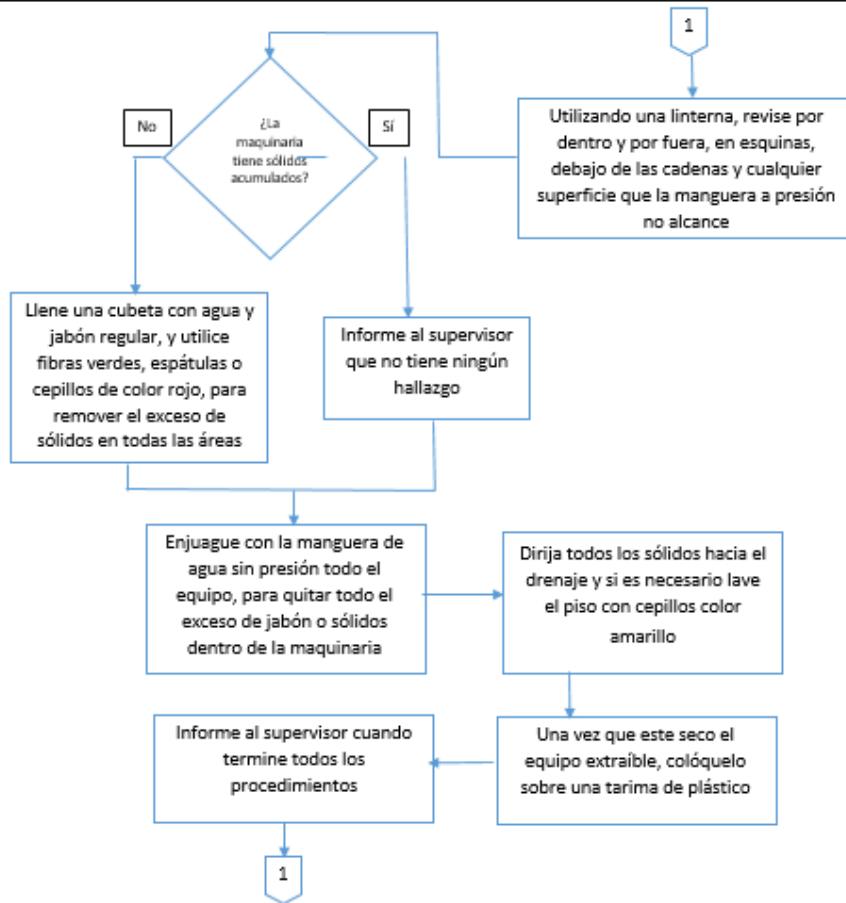 1
Utilizando una linterna, revise por
dentro y por fuera, en esquinas,
debajo de las cadenas y cualquier
superficie que la manguera a presión
no alcance
¿La
maquinaria
tiene sólidos
acumulados?
No
Sí
Llene una cubeta con agua y
jabón regular, y utilice
fibras verdes, espátulas o
cepillos de color rojo, para
remover el exceso de
sólidos en todas las áreas
Informe al supervisor
que no tiene ningún
hallazgo
Enjuague con la manguera de
agua sin presión todo el
equipo, para quitar todo el
exceso de jabón o sólidos
dentro de la maquinaria
Dirija todos los sólidos hacia el
drenaje y si es necesario lave
el piso con cepillos color
amarillo
Una vez que este seco el
equipo extraíble, colóquelo
sobre una tarima de plástico
Informe al supervisor cuando
termine todos los
procedimientos
1